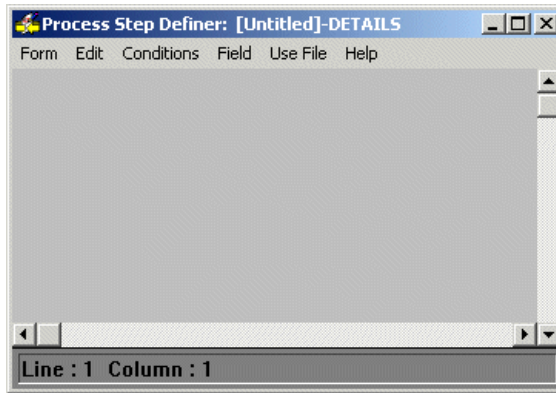 Process Step Definer: [Untitled]-DETAILS
Form Edit Conditions Field Use File Help
Line : 1 Column : 1